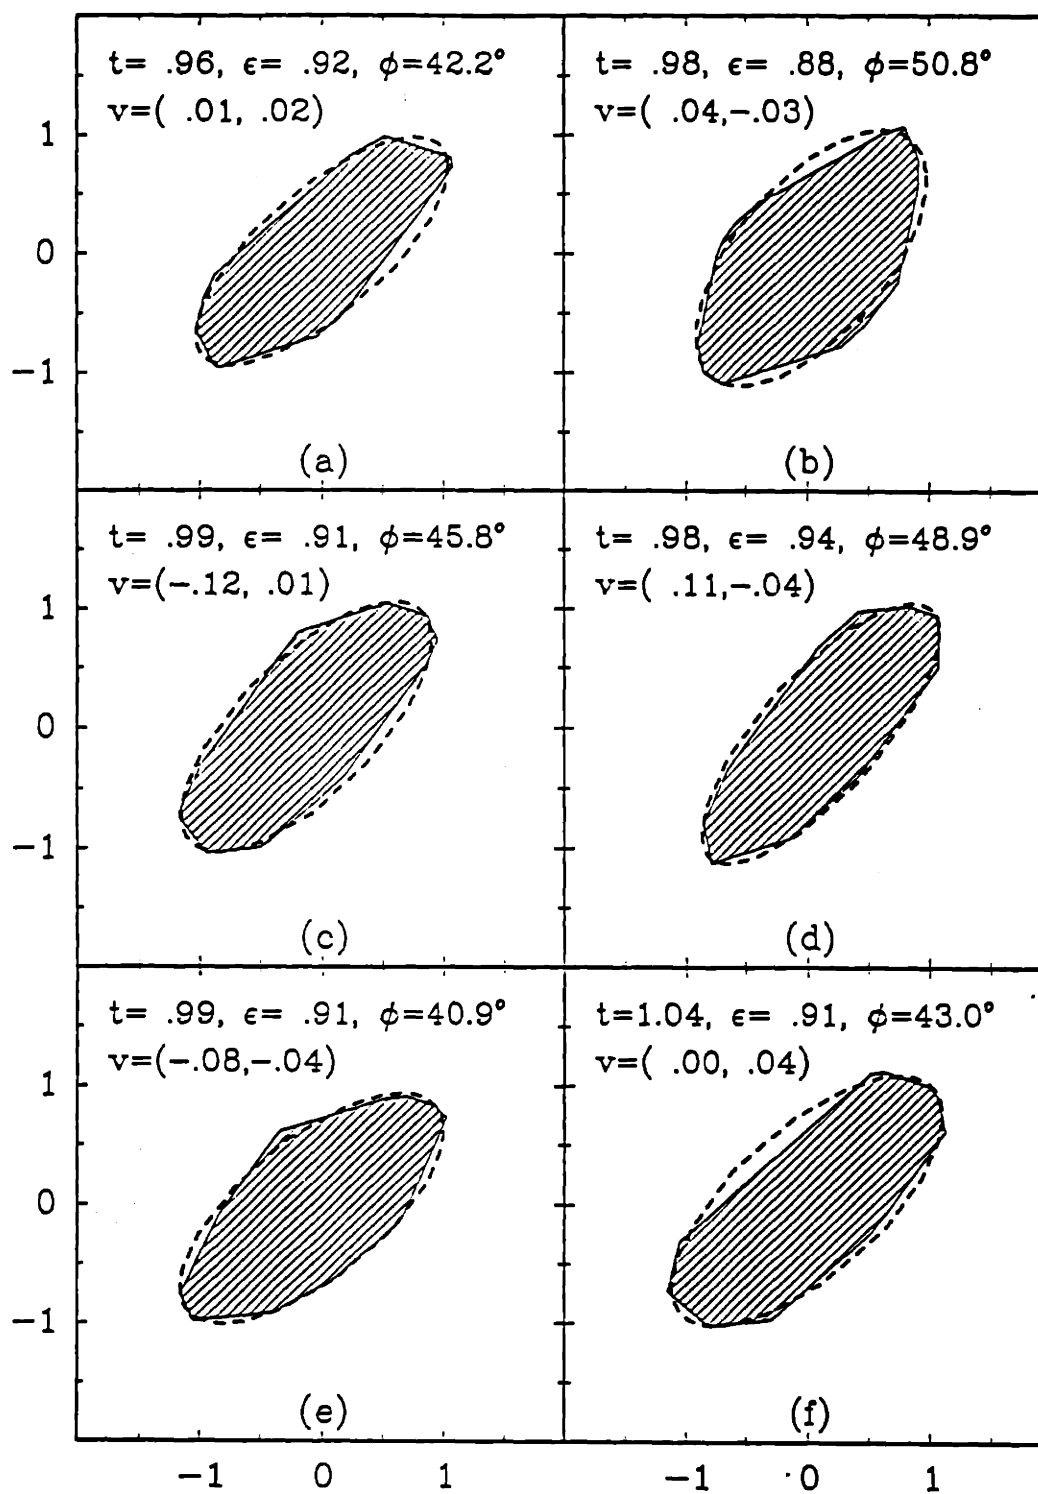 t= .96, ϵ= .92, ϕ=42.2°
v=( .01, .02)
t= .98, ϵ= .88, ϕ=50.8°
v=( .04,-.03)
1
0
-1
(a)
(b)
t= .99, ϵ= .91, ϕ=45.8°
v=(-.12, .01)
t= .98, ϵ= .94, ϕ=48.9°
v=( .11,-.04)
1
0
-1
(c)
(d)
t= .99, ϵ= .91, ϕ=40.9°
v=(-.08,-.04)
t=1.04, ϵ= .91, ϕ=43.0°
v=( .00, .04)
1
0
-1
(e)
(f)
-1 0 1 -1 0 1